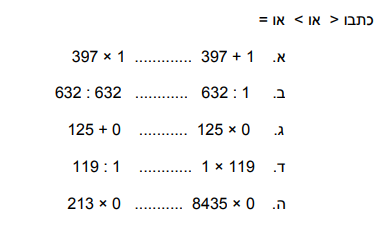 כתבו > או < או =
א. 397 + 1 ............ 397 × 1
ב. 632 : 1 ............ 632 : 632
ג. 125 × 0 ........... 125 + 0
ד. 1 × 119 ............ 119 : 1
ה. 8435 × 0 ........... 213 × 0